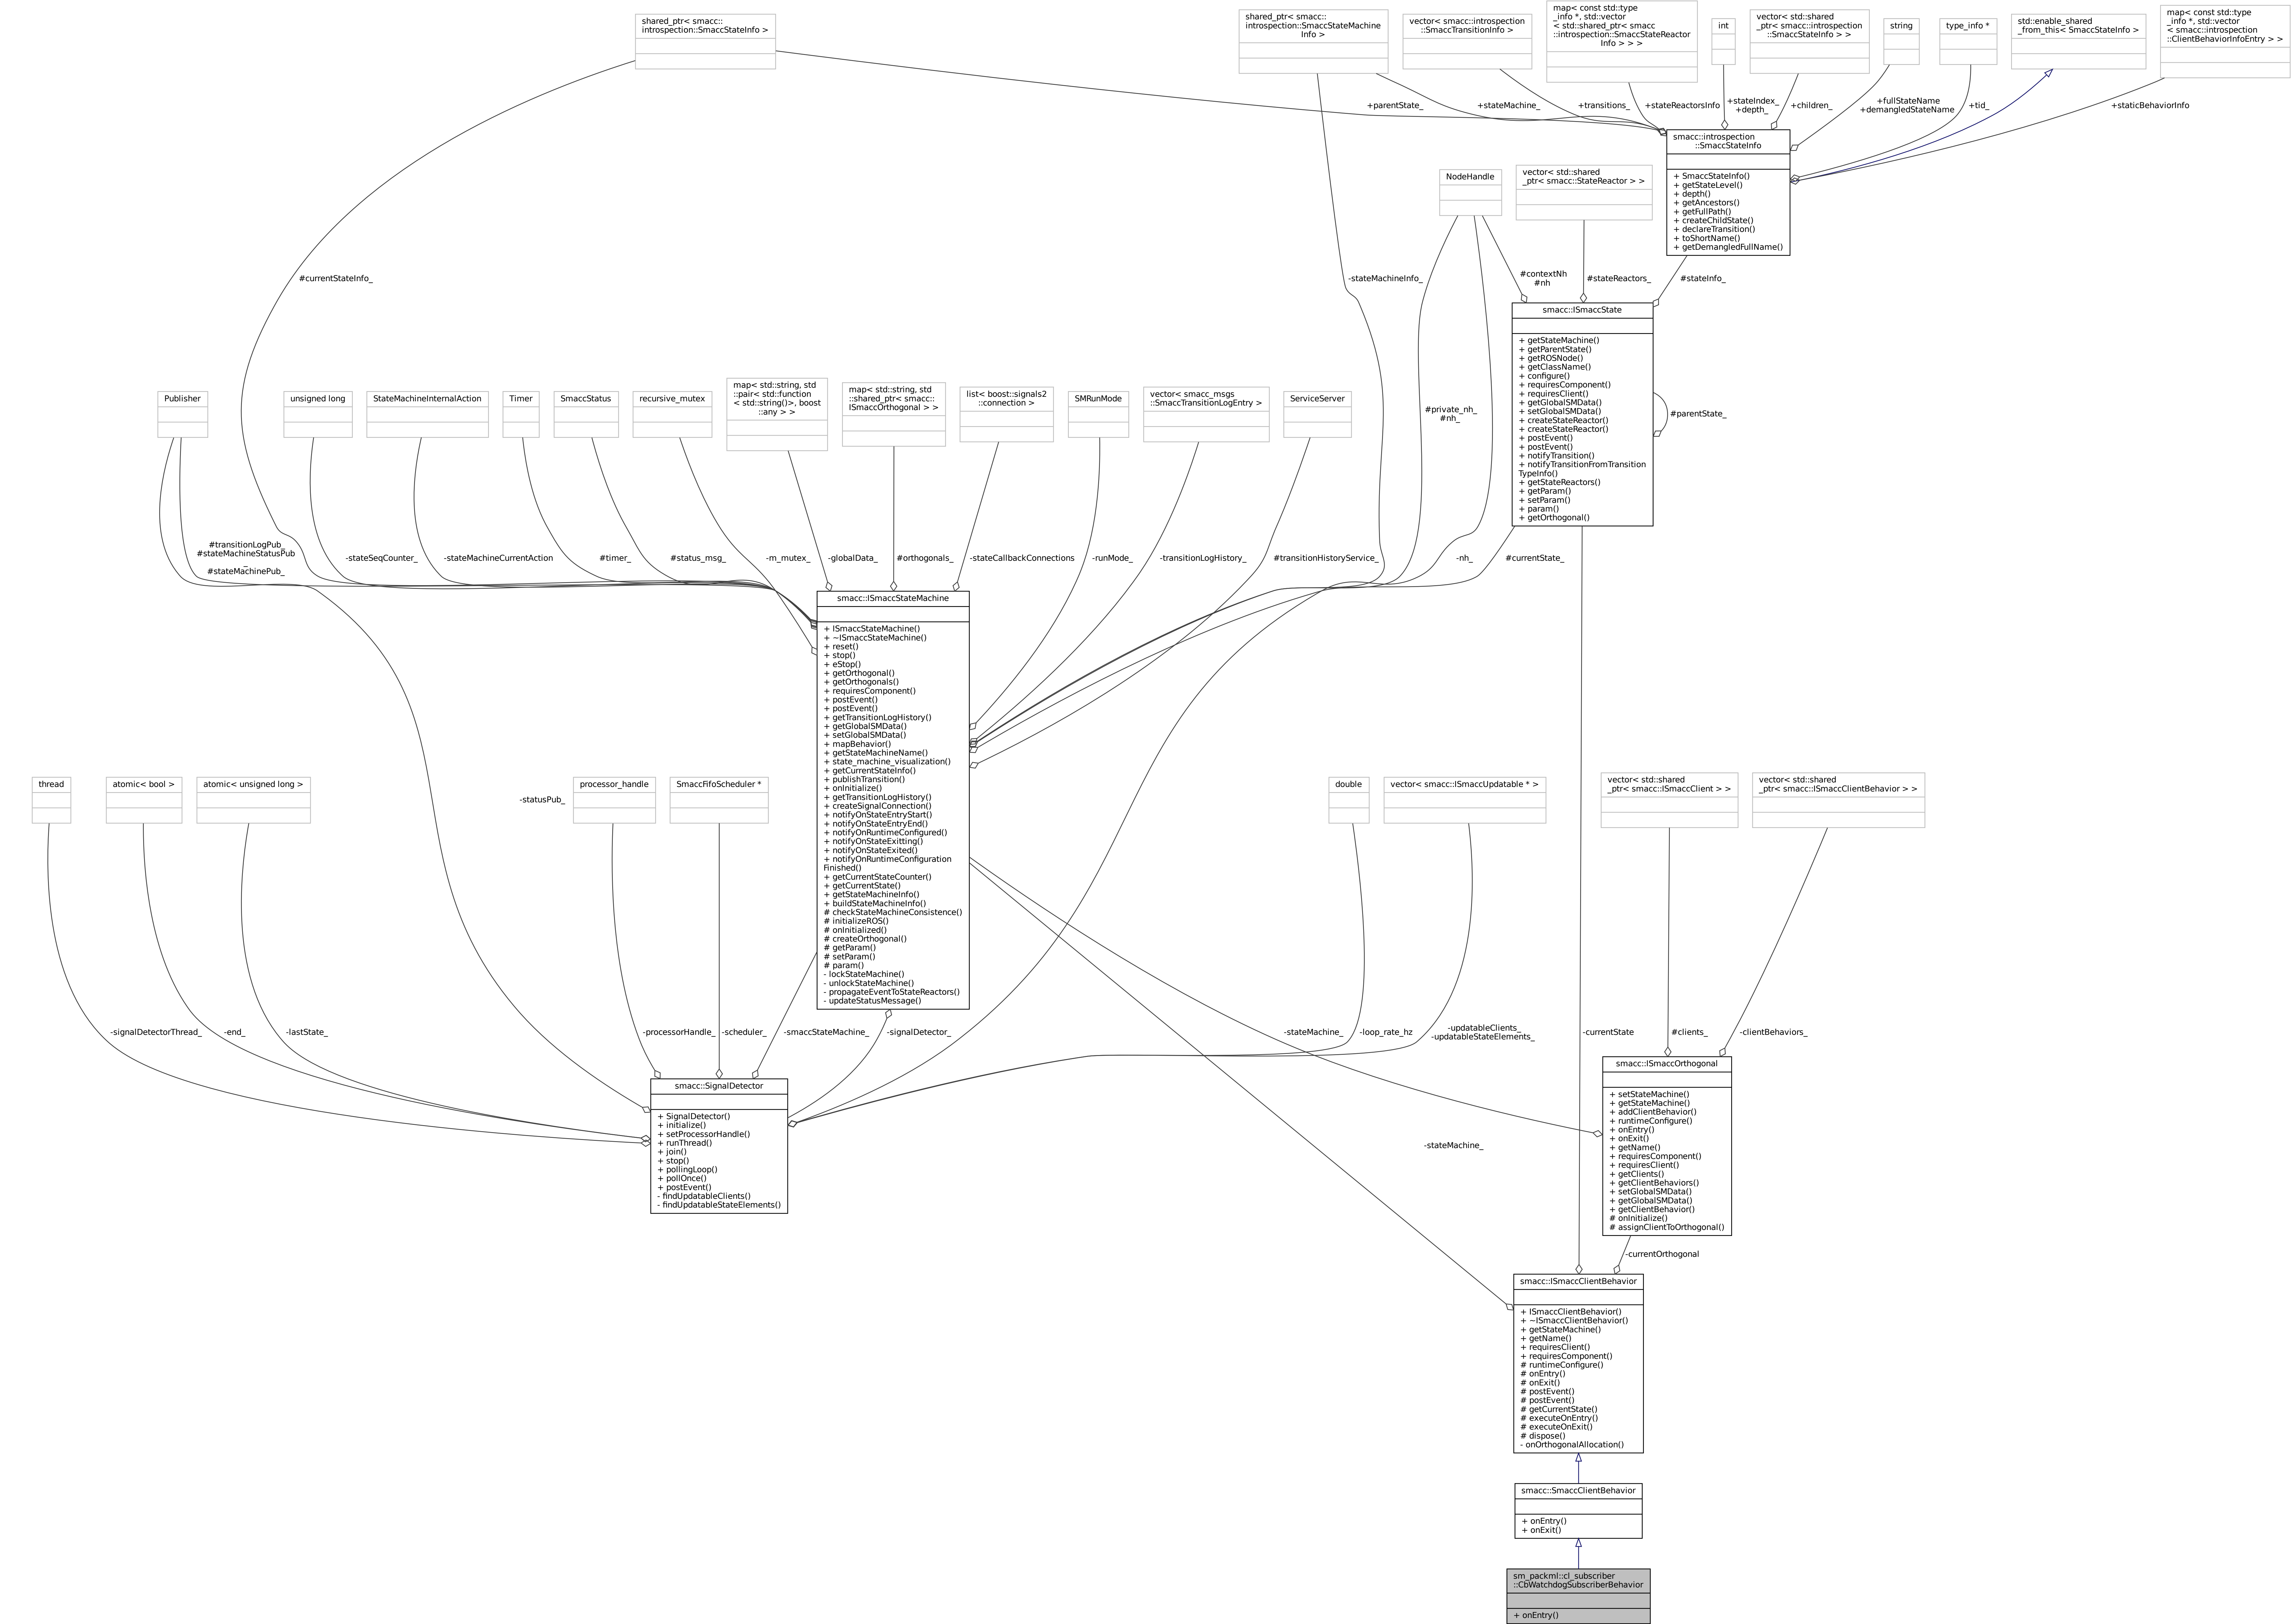 shared_ptr< smacc::
introspection::SmaccStateInfo >
shared_ptr< smacc::
introspection::SmaccStateMachine
Info >
vector< smacc::introspection
::SmaccTransitionInfo >
map< const std::type
_info *, std::vector
< std::shared_ptr< smacc
::introspection::SmaccStateReactor
Info > > >
int
vector< std::shared
_ptr< smacc::introspection
::SmaccStateInfo > >
string
type_info *
std::enable_shared
_from_this< SmaccStateInfo >
map< const std::type
_info *, std::vector
< smacc::introspection
::ClientBehaviorInfoEntry > >
+parentState_
+stateMachine_
+transitions_
+stateReactorsInfo
+stateIndex_
+depth_
+children_
+fullStateName
+demangledStateName
+tid_
+staticBehaviorInfo
smacc::introspection
::SmaccStateInfo
+ SmaccStateInfo()
+ getStateLevel()
+ depth()
+ getAncestors()
+ getFullPath()
+ createChildState()
+ declareTransition()
+ toShortName()
+ getDemangledFullName()
NodeHandle
vector< std::shared
_ptr< smacc::StateReactor > >
#currentStateInfo_
-stateMachineInfo_
#contextNh
#nh
#stateReactors_
#stateInfo_
smacc::ISmaccState
+ getStateMachine()
+ getParentState()
+ getROSNode()
+ getClassName()
+ configure()
+ requiresComponent()
+ requiresClient()
+ getGlobalSMData()
+ setGlobalSMData()
+ createStateReactor()
+ createStateReactor()
+ postEvent()
+ postEvent()
+ notifyTransition()
+ notifyTransitionFromTransition
TypeInfo()
+ getStateReactors()
+ getParam()
+ setParam()
+ param()
+ getOrthogonal()
#parentState_
Publisher
unsigned long
StateMachineInternalAction
Timer
SmaccStatus
recursive_mutex
map< std::string, std
::pair< std::function
< std::string()>, boost
::any > >
map< std::string, std
::shared_ptr< smacc::
ISmaccOrthogonal > >
list< boost::signals2
::connection >
SMRunMode
vector< smacc_msgs
::SmaccTransitionLogEntry >
ServiceServer
#private_nh_
#nh_
#transitionLogPub_
#stateMachineStatusPub
_
#stateMachinePub_
-stateSeqCounter_
-stateMachineCurrentAction
#timer_
#status_msg_
-m_mutex_
-globalData_
#orthogonals_
-stateCallbackConnections
-runMode_
-transitionLogHistory_
#transitionHistoryService_
-nh_
#currentState_
smacc::ISmaccStateMachine
+ ISmaccStateMachine()
+ ~ISmaccStateMachine()
+ reset()
+ stop()
+ eStop()
+ getOrthogonal()
+ getOrthogonals()
+ requiresComponent()
+ postEvent()
+ postEvent()
+ getTransitionLogHistory()
+ getGlobalSMData()
+ setGlobalSMData()
+ mapBehavior()
+ getStateMachineName()
+ state_machine_visualization()
+ getCurrentStateInfo()
+ publishTransition()
+ onInitialize()
+ getTransitionLogHistory()
+ createSignalConnection()
+ notifyOnStateEntryStart()
+ notifyOnStateEntryEnd()
+ notifyOnRuntimeConfigured()
+ notifyOnStateExitting()
+ notifyOnStateExited()
+ notifyOnRuntimeConfiguration
Finished()
+ getCurrentStateCounter()
+ getCurrentState()
+ getStateMachineInfo()
+ buildStateMachineInfo()
# checkStateMachineConsistence()
# initializeROS()
# onInitialized()
# createOrthogonal()
# getParam()
# setParam()
# param()
- lockStateMachine()
- unlockStateMachine()
- propagateEventToStateReactors()
- updateStatusMessage()
thread
atomic< bool >
atomic< unsigned long >
-statusPub_
processor_handle
SmaccFifoScheduler *
double
vector< smacc::ISmaccUpdatable * >
vector< std::shared
_ptr< smacc::ISmaccClient > >
vector< std::shared
_ptr< smacc::ISmaccClientBehavior > >
-signalDetectorThread_
-end_
-lastState_
-processorHandle_
-scheduler_
-smaccStateMachine_
-signalDetector_
-stateMachine_
-loop_rate_hz
-updatableClients_
-updatableStateElements_
-currentState
#clients_
-clientBehaviors_
smacc::SignalDetector
+ SignalDetector()
+ initialize()
+ setProcessorHandle()
+ runThread()
+ join()
+ stop()
+ pollingLoop()
+ pollOnce()
+ postEvent()
- findUpdatableClients()
- findUpdatableStateElements()
smacc::ISmaccOrthogonal
+ setStateMachine()
+ getStateMachine()
+ addClientBehavior()
+ runtimeConfigure()
+ onEntry()
+ onExit()
+ getName()
+ requiresComponent()
+ requiresClient()
+ getClients()
+ getClientBehaviors()
+ setGlobalSMData()
+ getGlobalSMData()
+ getClientBehavior()
# onInitialize()
# assignClientToOrthogonal()
-stateMachine_
-currentOrthogonal
smacc::ISmaccClientBehavior
+ ISmaccClientBehavior()
+ ~ISmaccClientBehavior()
+ getStateMachine()
+ getName()
+ requiresClient()
+ requiresComponent()
# runtimeConfigure()
# onEntry()
# onExit()
# postEvent()
# postEvent()
# getCurrentState()
# executeOnEntry()
# executeOnExit()
# dispose()
- onOrthogonalAllocation()
smacc::SmaccClientBehavior
+ onEntry()
+ onExit()
sm_packml::cl_subscriber
::CbWatchdogSubscriberBehavior
+ onEntry()